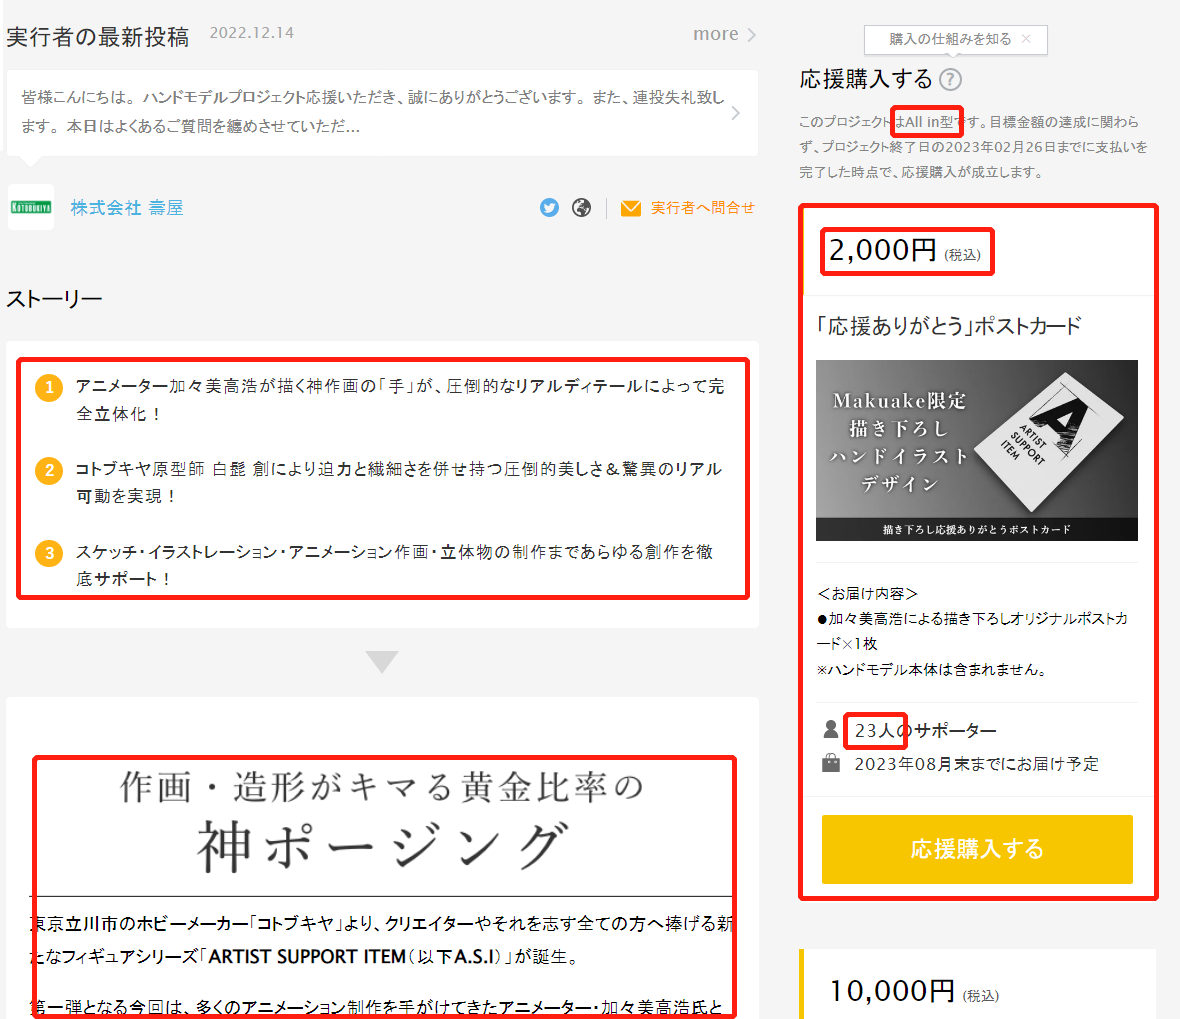 実行者の最新投稿 2022.12.14 more
皆様こんにちは。 ハンドモデルプロジェクト応援いただき、誠にありがとうございます。 また、連投失礼致し
ます。 本日はよくあるご質問を纏めさせていただ...
KOTOBUKIYA
株式会社 壽屋
実行者へ問合せ
ストーリー
1 アニメーター加々美高浩が描く神作画の「手」が、圧倒的なリアルディテールによって完
全立体化！
2 コトブキヤ原型師 白髭 創により迫力と繊細さを併せ持つ圧倒的美しさ＆驚異のリアル
可動を実現！
3 スケッチ・イラストレーション・アニメーション作画・立体物の制作まであらゆる創作を徹
底サポート！
作画・造形がキマる黄金比率の
神ポージング
東京立川市のホビーメーカー「コトブキヤ」より、クリエイターやそれを志す全ての方へ捧げる新
たなフィギュアシリーズ「ARTIST SUPPORT ITEM（以下A.S.I）」が誕生。
第一弾となる今回は、多くのアニメーション制作を手がけてきたアニメーター・加々美高浩氏と
購入の仕組みを知る ×
応援購入する ?
このプロジェクトはAll in型です。目標金額の達成に関わら
ず、プロジェクト終了日の2023年02月26日までに支払いを
完了した時点で、応援購入が成立します。
2,000円 (税込)
「応援ありがとう」ポストカード
Makuake限定
描き下ろし
ハンドイラスト
デザイン
A
ARTIST
SUPPORT
ITEM
描き下ろし応援ありがとうポストカード
＜お届け内容＞
●加々美高浩による描き下ろしオリジナルポストカ
ード×1枚
※ハンドモデル本体は含まれません。
23人のサポーター
2023年08月末までにお届け予定
応援購入する
10,000円 (税込)